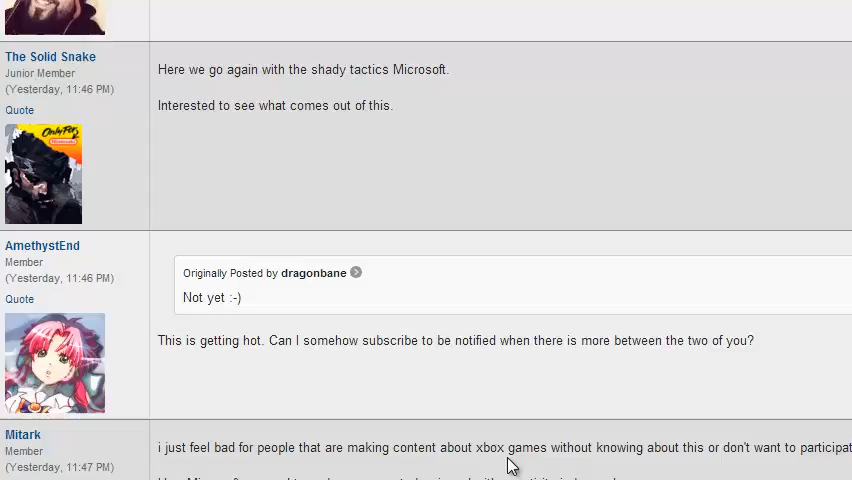 The Solid Snake
Junior Member
(Yesterday, 11:46 PM)
Quote
Only For
Nintendo
Here we go again with the shady tactics Microsoft.
Interested to see what comes out of this.
AmethystEnd
Member
(Yesterday, 11:46 PM)
Quote
Originally Posted by dragonbane
Not yet :-)
This is getting hot. Can I somehow subscribe to be notified when there is more between the two of you?
Mitark
Member
(Yesterday, 11:47 PM)
i just feel bad for people that are making content about xbox games without knowing about this or don't want to participat